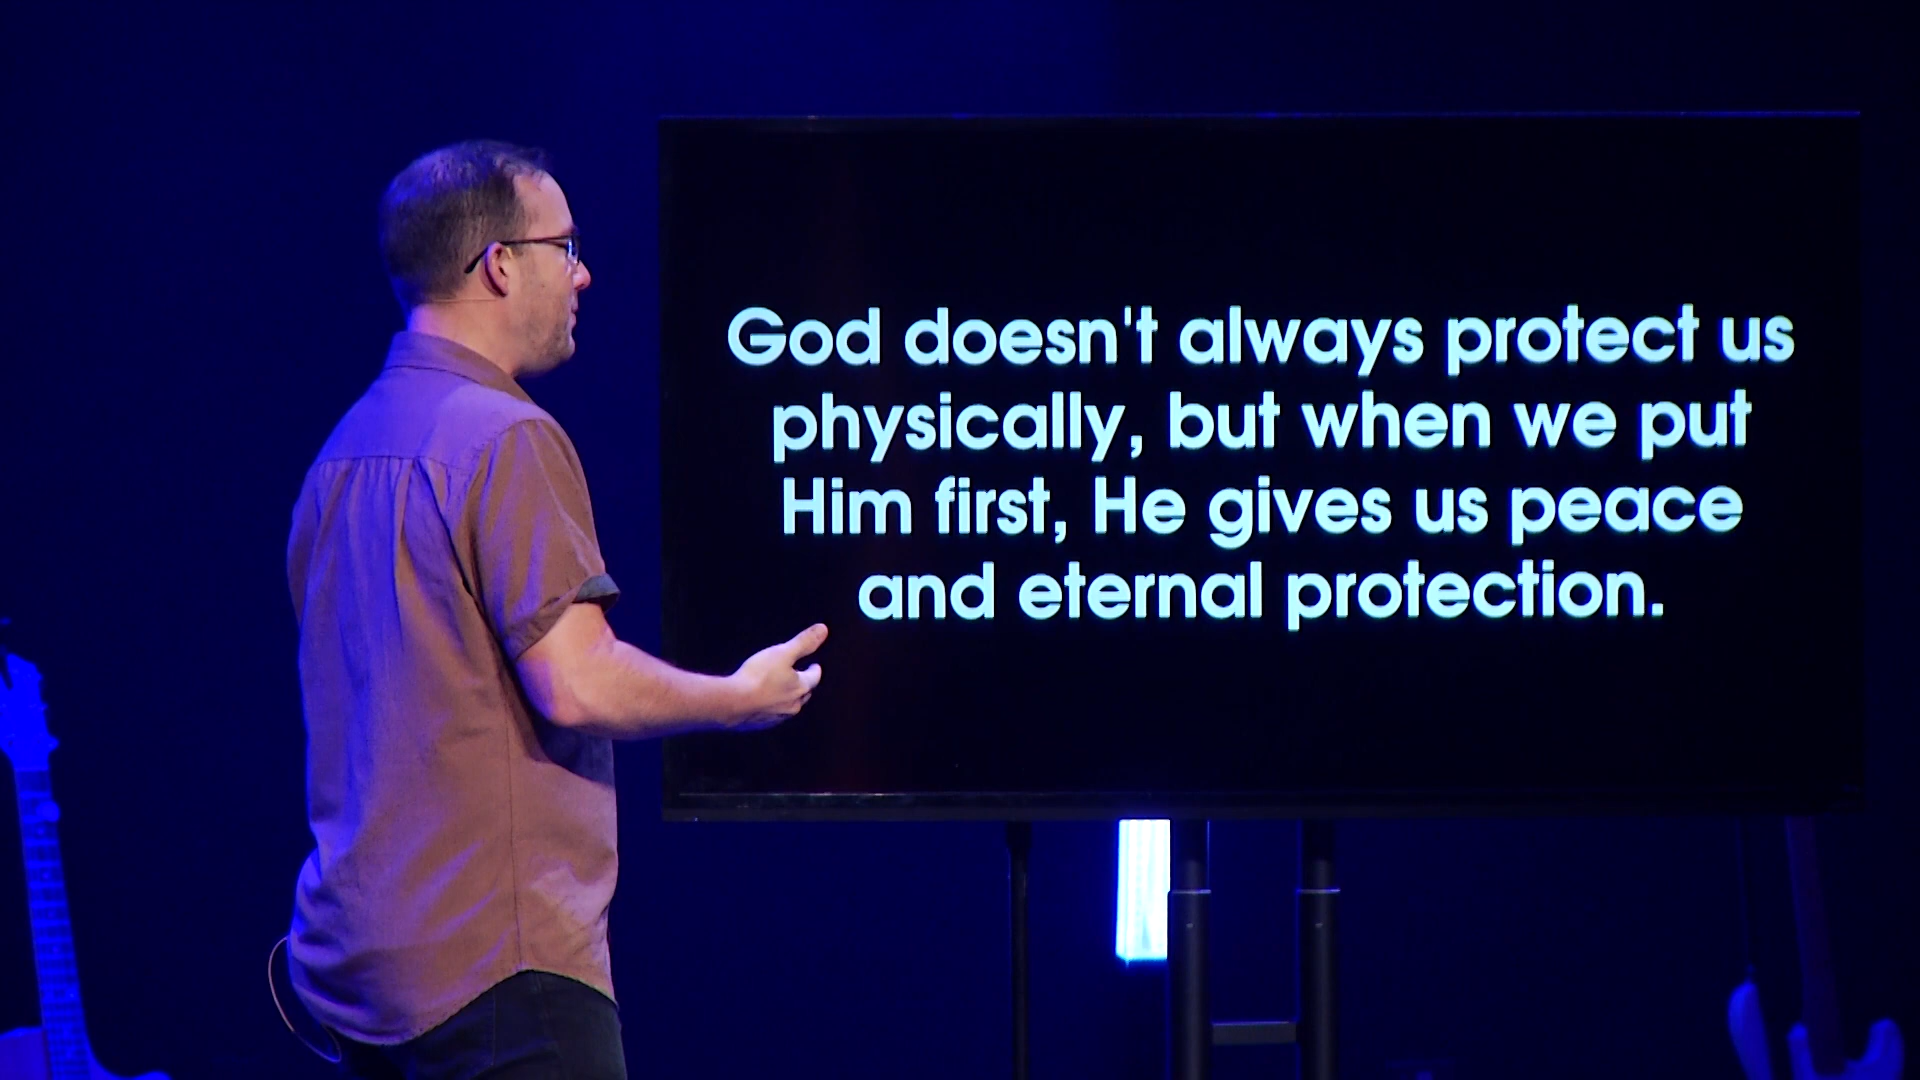 God doesn't always protect us
physically, but when we put
Him first, He gives us peace
and eternal protection.